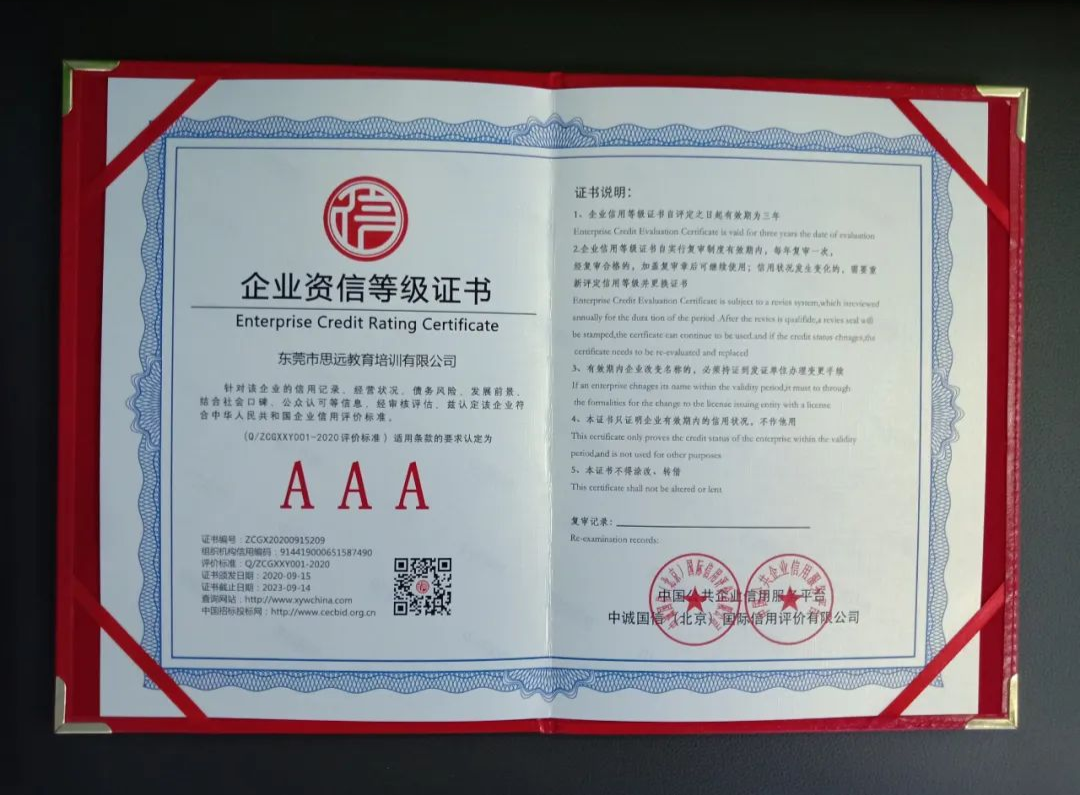 信
企业资信等级证书
Enterprise Credit Rating Certificate
东莞市思远教育培训有限公司
针对该企业的信用记录、经营状况、债务风险、发展前景、
结合社会口碑、公众认可等信息，经审核评估，兹认定该企业符
合中华人民共和国企业信用评价标准。
（Q/ZCGXXY001-2020评价标准）适用条款的要求认定为
AAA
证书编号：ZCGX20200915209
组织机构信用编码：914419000651587490
评价标准：Q/ZCGXXY001-2020
证书颁发日期：2020-09-15
证书截止日期：2023-09-14
查询网站：http://www.xywchina.com
中国招标投标网：http://www.cecbid.org.cn
证书说明：
1、企业信用等级证书自评定之日起有效期为三年
Enterprise Credit Evaluation Certificate is vaid for three years the date of evaluation
2.企业信用等级证书自实行复审制度有效期内，每年复审一次，
经复审合格的，加盖复审章后可继续使用；信用状况发生变化的，需要重
新评定信用等级并更换证书
Enterprise Credit Evaluation Certificate is subject to a revies system,which isreviewed
annually for the dura tion of the period .After the revies is qualifide,a revies seal will
be stamped,the certficate can continue to be used.and if the credit status chnages,the
certificate needs to be re-evaluated and replaced
3、有效期内企业改变名称的，必须持证到发证单位办理变更手续
If an enterprise chnages its name within the validity period,it must to through
the formalities for the change to the license issuing entity with a license
4、本证书只证明企业有效期内的信用状况，不作他用
This certificate only proves the credit status of the enterprise within the validity
period,and is not used for other purposes
5、本证书不得涂改、转借
This certificate shall not be altered or lent
复审记录：
Re-examination records:
中国公共企业信用服务平台
中诚国信（北京）国际信用评价有限公司